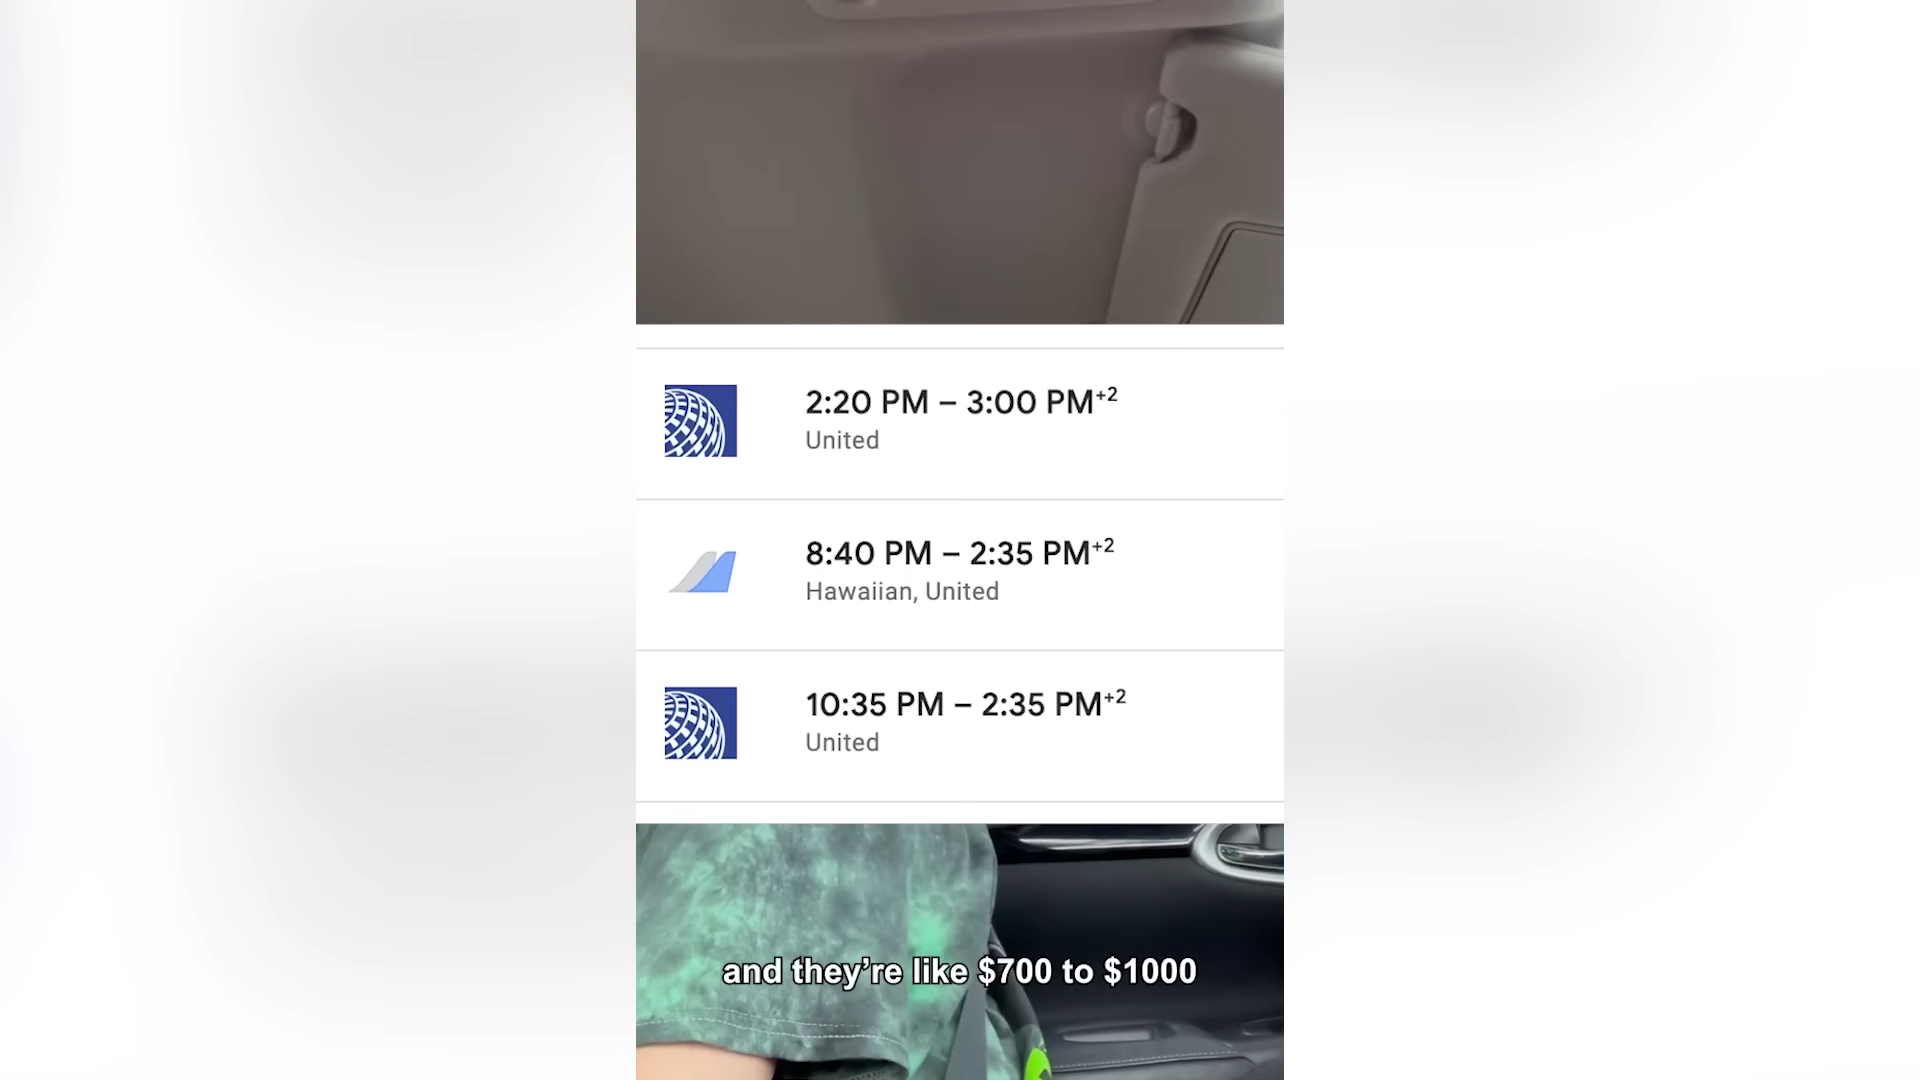 2:20 PM – 3:00 PM+2
United
8:40 PM – 2:35 PM+2
Hawaiian, United
10:35 PM – 2:35 PM+2
United
and they’re like $700 to $1000